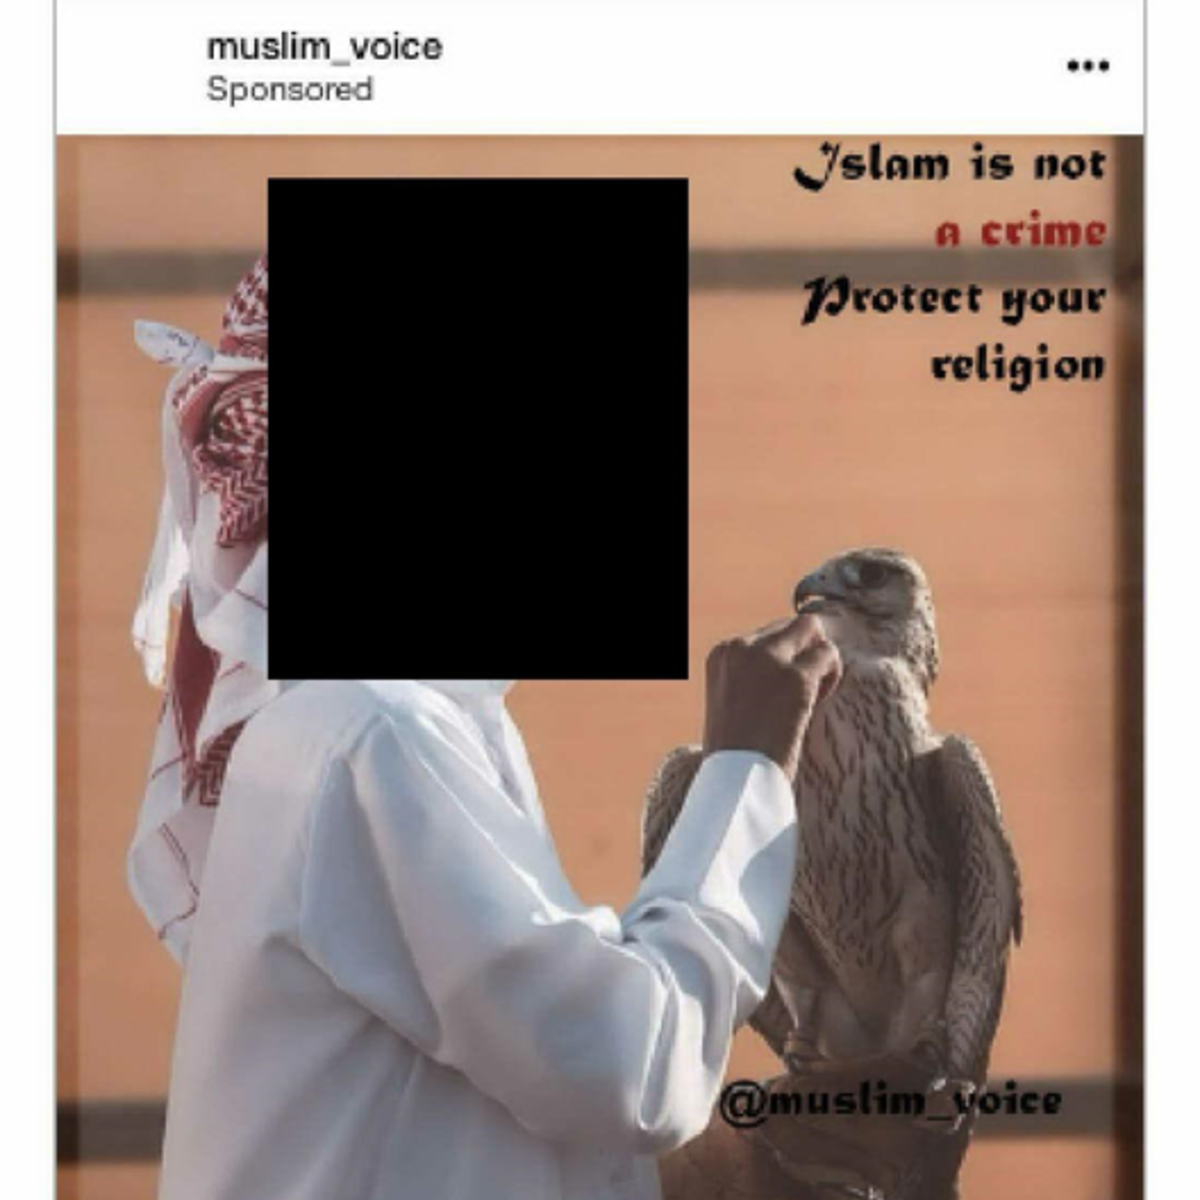 muslim_voice
Sponsored
Islam is not
a crime
Protect your
religion
@muslim_voice